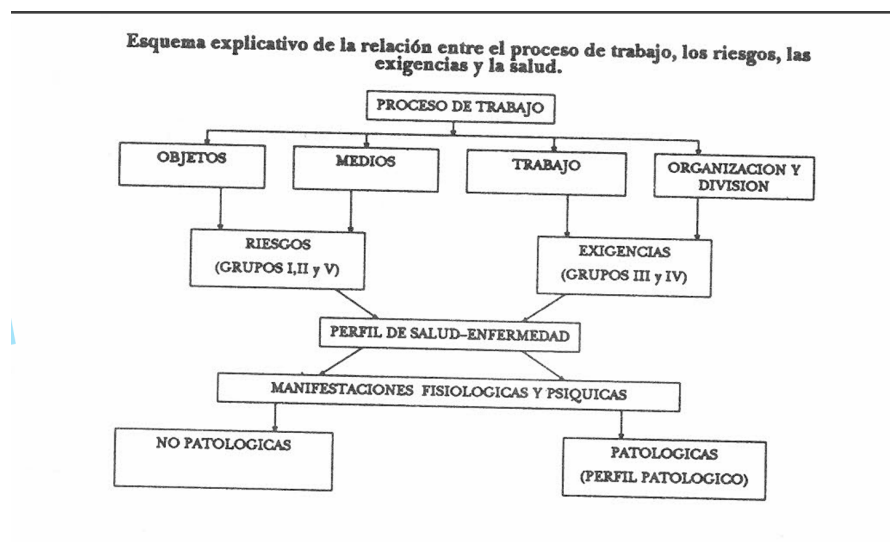 Esquema explicativo de la relación entre el proceso de trabajo, los riesgos, las
exigencias y la salud.
PROCESO DE TRABAJO
OBJETOS
MEDIOS
TRABAJO
ORGANIZACION Y
DIVISION
RIESGOS
(GRUPOS I,II y V)
EXIGENCIAS
(GRUPOS III y IV)
PERFIL DE SALUD-ENFERMEDAD
MANIFESTACIONES FISIOLOGICAS Y PSIQUICAS
NO PATOLOGICAS
PATOLOGICAS
(PERFIL PATOLOGICO)